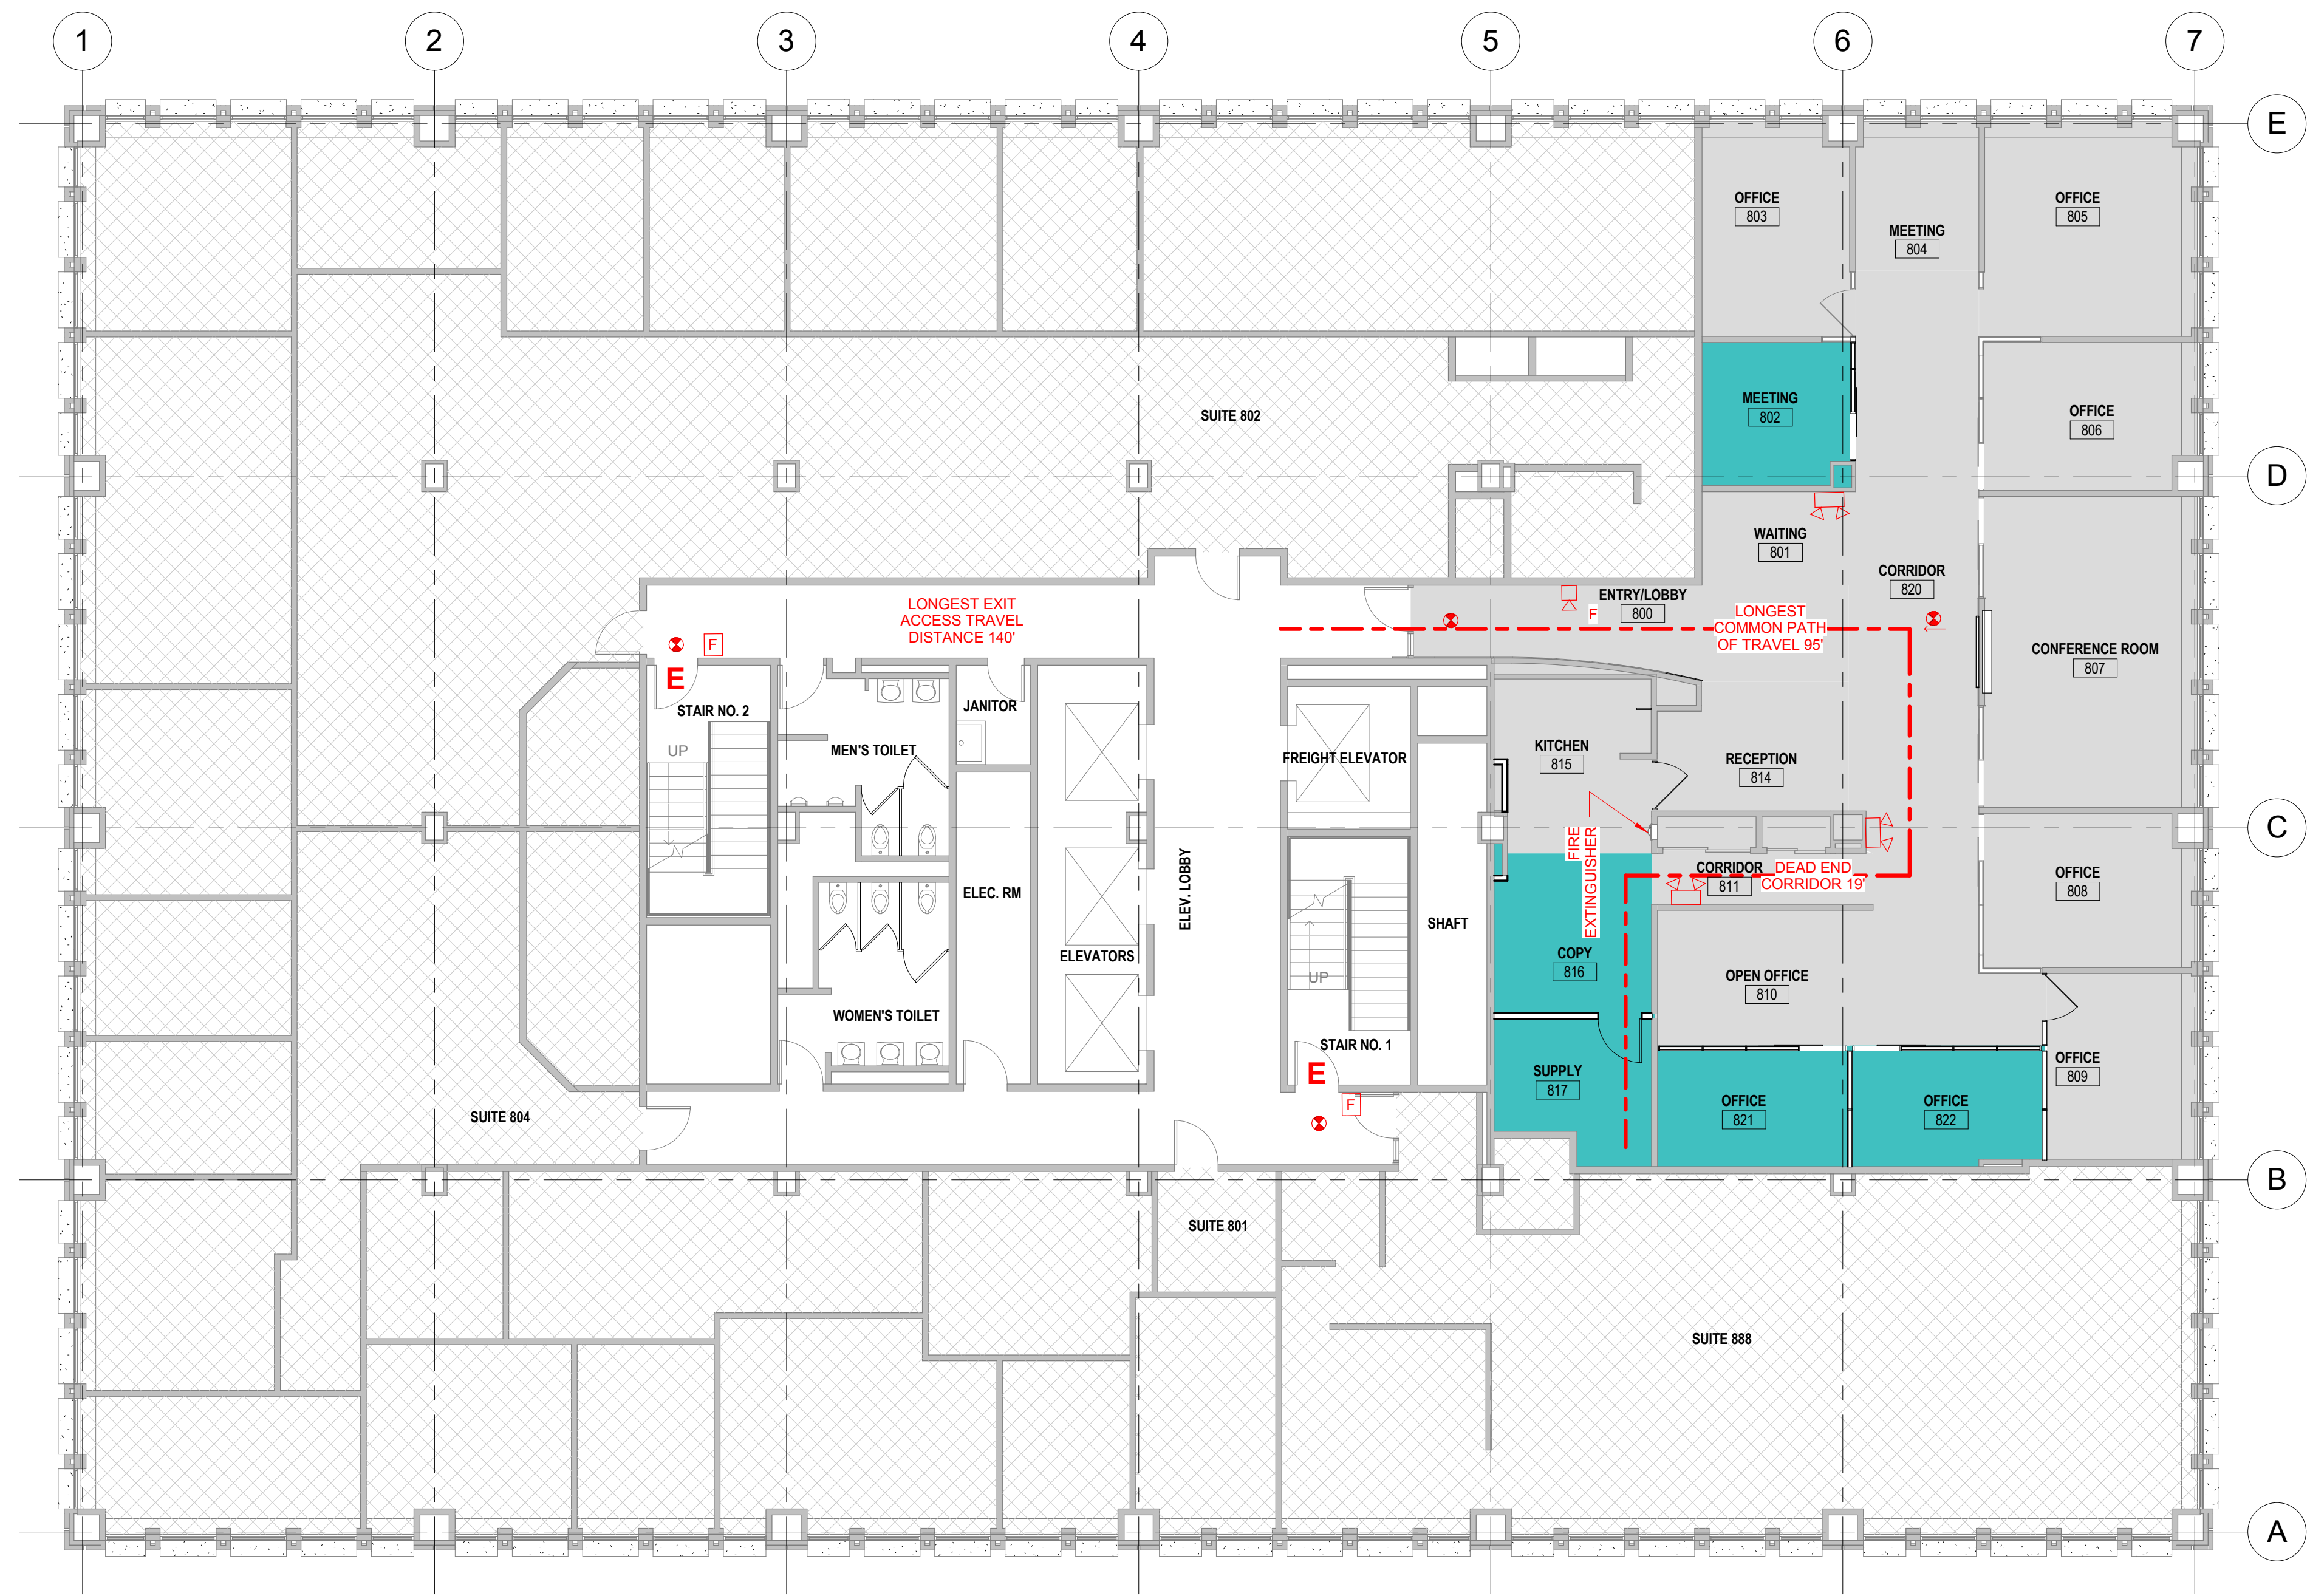 1 2 3 4 5 6 7
E
OFFICE
803
OFFICE
805
MEETING
804
MEETING
802
SUITE 802
OFFICE
806
D
WAITING
801
CORRIDOR
820
ENTRY/LOBBY
800
F
LONGEST EXIT
ACCESS TRAVEL
DISTANCE 140'
LONGEST
COMMON PATH
OF TRAVEL 95'
F
E
CONFERENCE ROOM
807
STAIR NO. 2
UP
JANITOR
MEN'S TOILET
FREIGHT ELEVATOR
KITCHEN
815
RECEPTION
814
C
FIRE
EXTINGUISHER
CORRIDOR
811
DEAD END
CORRIDOR 19'
OFFICE
808
ELEC. RM
ELEV. LOBBY
ELEVATORS
SHAFT
COPY
816
OPEN OFFICE
810
UP
WOMEN'S TOILET
STAIR NO. 1
E
F
SUPPLY
817
OFFICE
809
OFFICE
821
OFFICE
822
SUITE 804
B
SUITE 801
SUITE 888
A